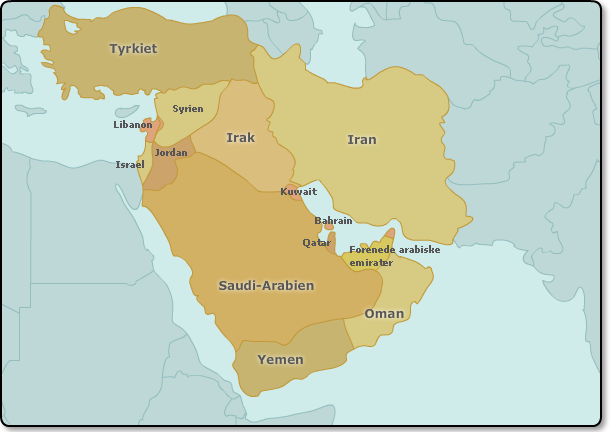 Tyrkiet
Syrien
Libanon
Irak
Iran
Jordan
Israel
Kuwait
Bahrain
Qatar
Forenede arabiske
emirater
Saudi-Arabien
Oman
Yemen